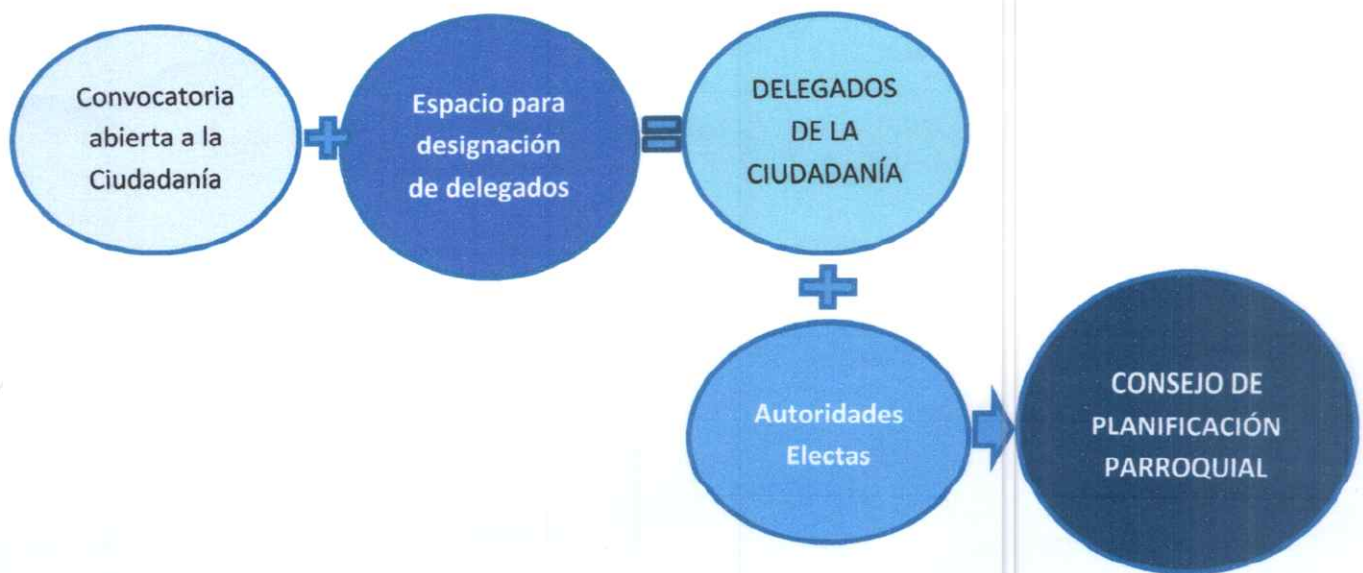 Convocatoria
abierta a la
Ciudadanía
Espacio para
designación
de delegados
DELEGADOS
DE LA
CIUDADANÍA
Autoridades
Electas
CONSEJO DE
PLANIFICACIÓN
PARROQUIAL